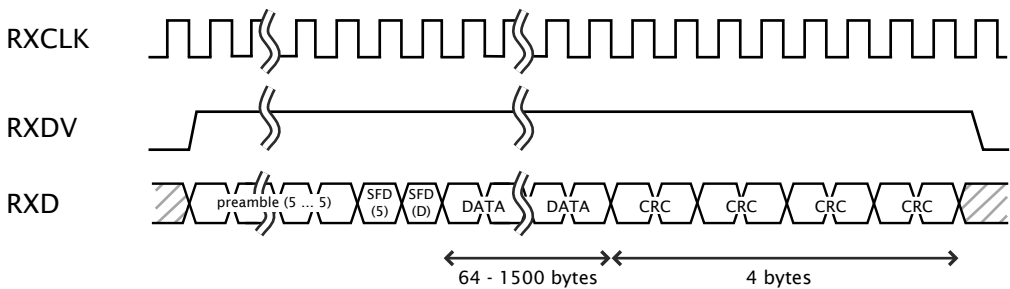 RXCLK
RXDV
RXD
preamble (5 ... 5)
SFD
(5)
SFD
(D)
DATA
DATA
CRC
CRC
CRC
CRC
64 - 1500 bytes
4 bytes